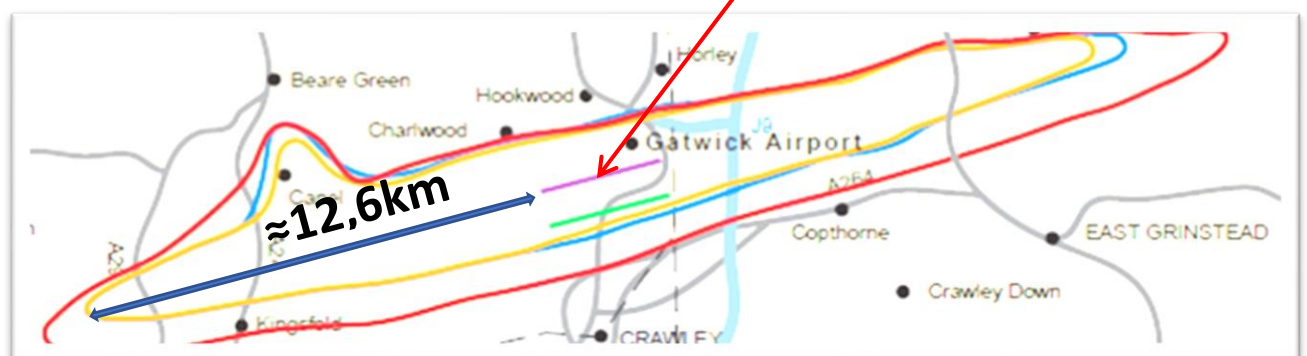 Horley
Beare Green
Hookwood
Charlwood
J9
Gatwick Airport
Capel
≈12,6km
A264
Copthorne
EAST GRINSTEAD
A29
A24
Crawley Down
Kingsfold
CRAWLEY